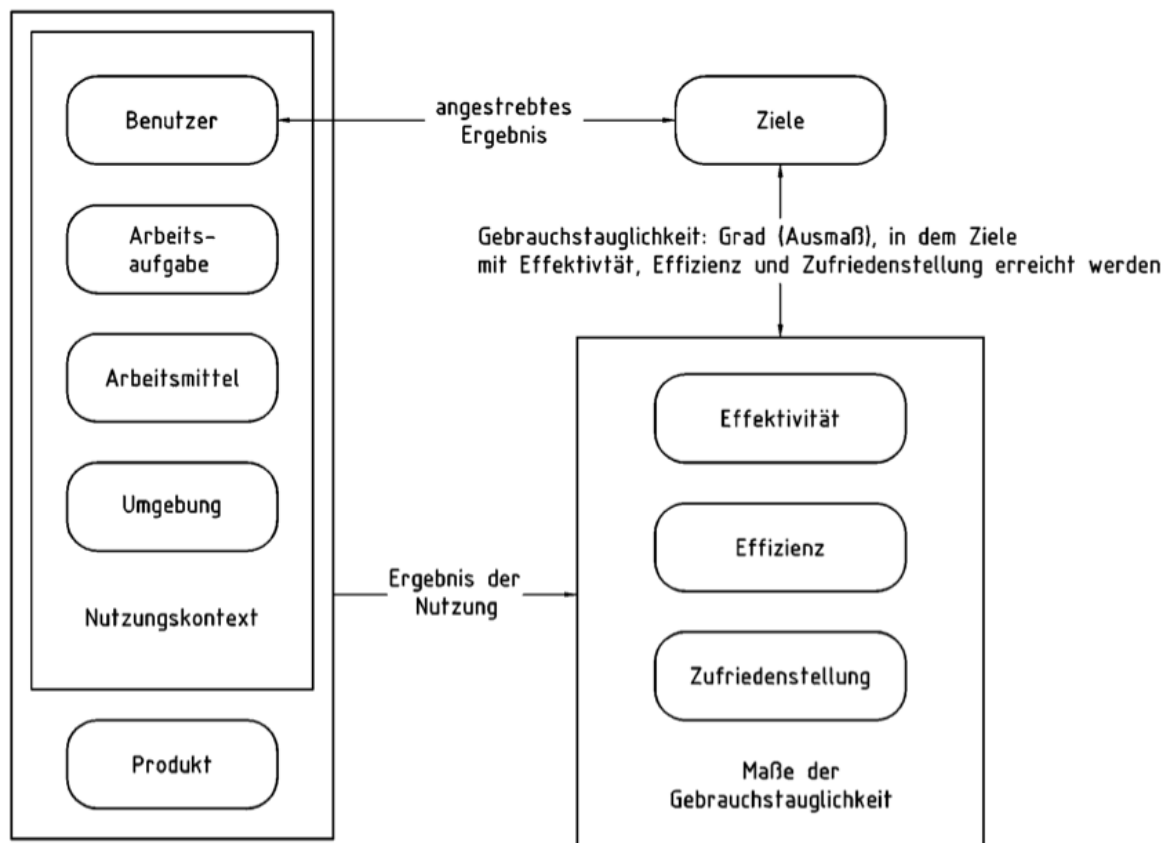 Benutzer
angestrebtes
Ergebnis
Ziele
Arbeits-
aufgabe
Gebrauchstauglichkeit: Grad (Ausmaß), in dem Ziele
mit Effektivtät, Effizienz und Zufriedenstellung erreicht werden
Arbeitsmittel
Umgebung
Nutzungskontext
Produkt
Ergebnis der
Nutzung
Effektivität
Effizienz
Zufriedenstellung
Maße der
Gebrauchstauglichkeit